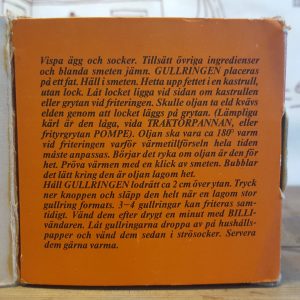 Vispa ägg och socker. Tillsätt övriga ingredienser
och blanda smeten jämn. GULLRINGEN placeras
på ett fat. Häll i smeten. Hetta upp fettet i en kastrull,
utan lock. Låt locket ligga vid sidan om kastrullen
eller grytan vid friteringen. Skulle oljan ta eld kvävs
elden genom att locket läggs på grytan. (Lämpliga
kärl är den låga, vida TRAKTÖRPANNAN, eller
frityrgrytan POMPE). Oljan ska vara ca 180° varm
vid friteringen varför värmetillförseln hela tiden
måste anpassas. Börjar det ryka om oljan är den för
het. Pröva värmen med en klick av smeten. Bubblar
det lätt kring den är oljan lagom het.
Håll GULLRINGEN lodrätt ca 2 cm över ytan. Tryck
ner knoppen och släpp den helt när en lagom stor
gullring formats. 3–4 gullringar kan friteras sam-
tidigt. Vänd dem efter drygt en minut med BILLI-
vändaren. Låt gullringarna droppa av på hushålls-
papper och vänd dem sedan i strösocker. Servera
dem gärna varma.